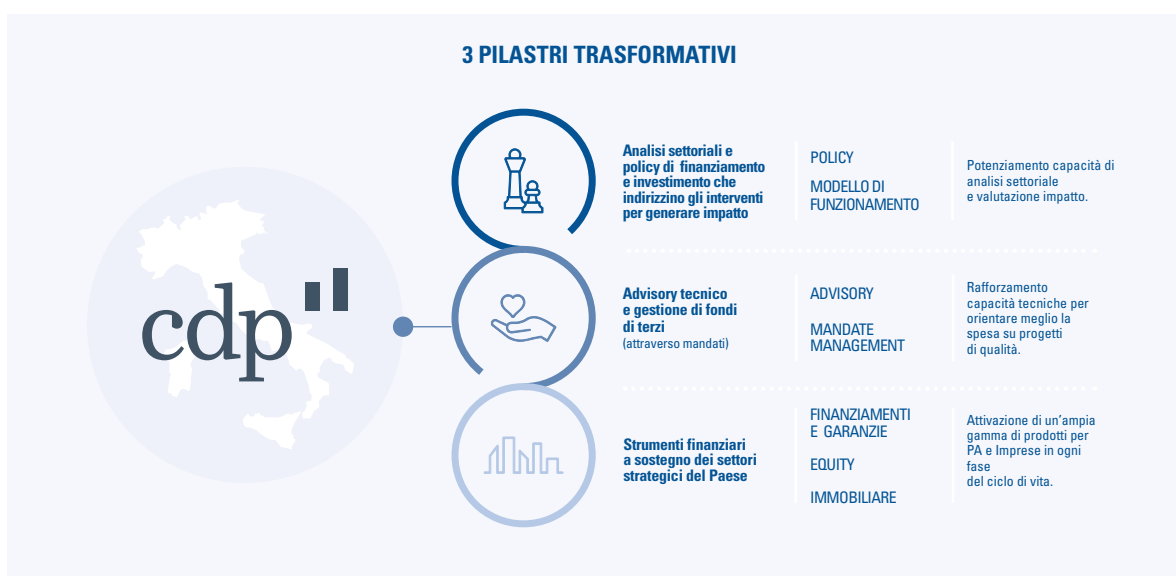 3 PILASTRI TRASFORMATIVI
cdp
Analisi settoriali e
policy di finanziamento
e investimento che
indirizzino gli interventi
per generare impatto
POLICY
MODELLO DI
FUNZIONAMENTO
Potenziamento capacità di
analisi settoriale
e valutazione impatto.
Advisory tecnico
e gestione di fondi
di terzi
(attraverso mandati)
ADVISORY
MANDATE
MANAGEMENT
Rafforzamento
capacità tecniche per
orientare meglio la
spesa su progetti
di qualità.
Strumenti finanziari
a sostegno dei settori
strategici del Paese
FINANZIAMENTI
E GARANZIE
EQUITY
IMMOBILIARE
Attivazione di un'ampia
gamma di prodotti per
PA e Imprese in ogni
fase
del ciclo di vita.